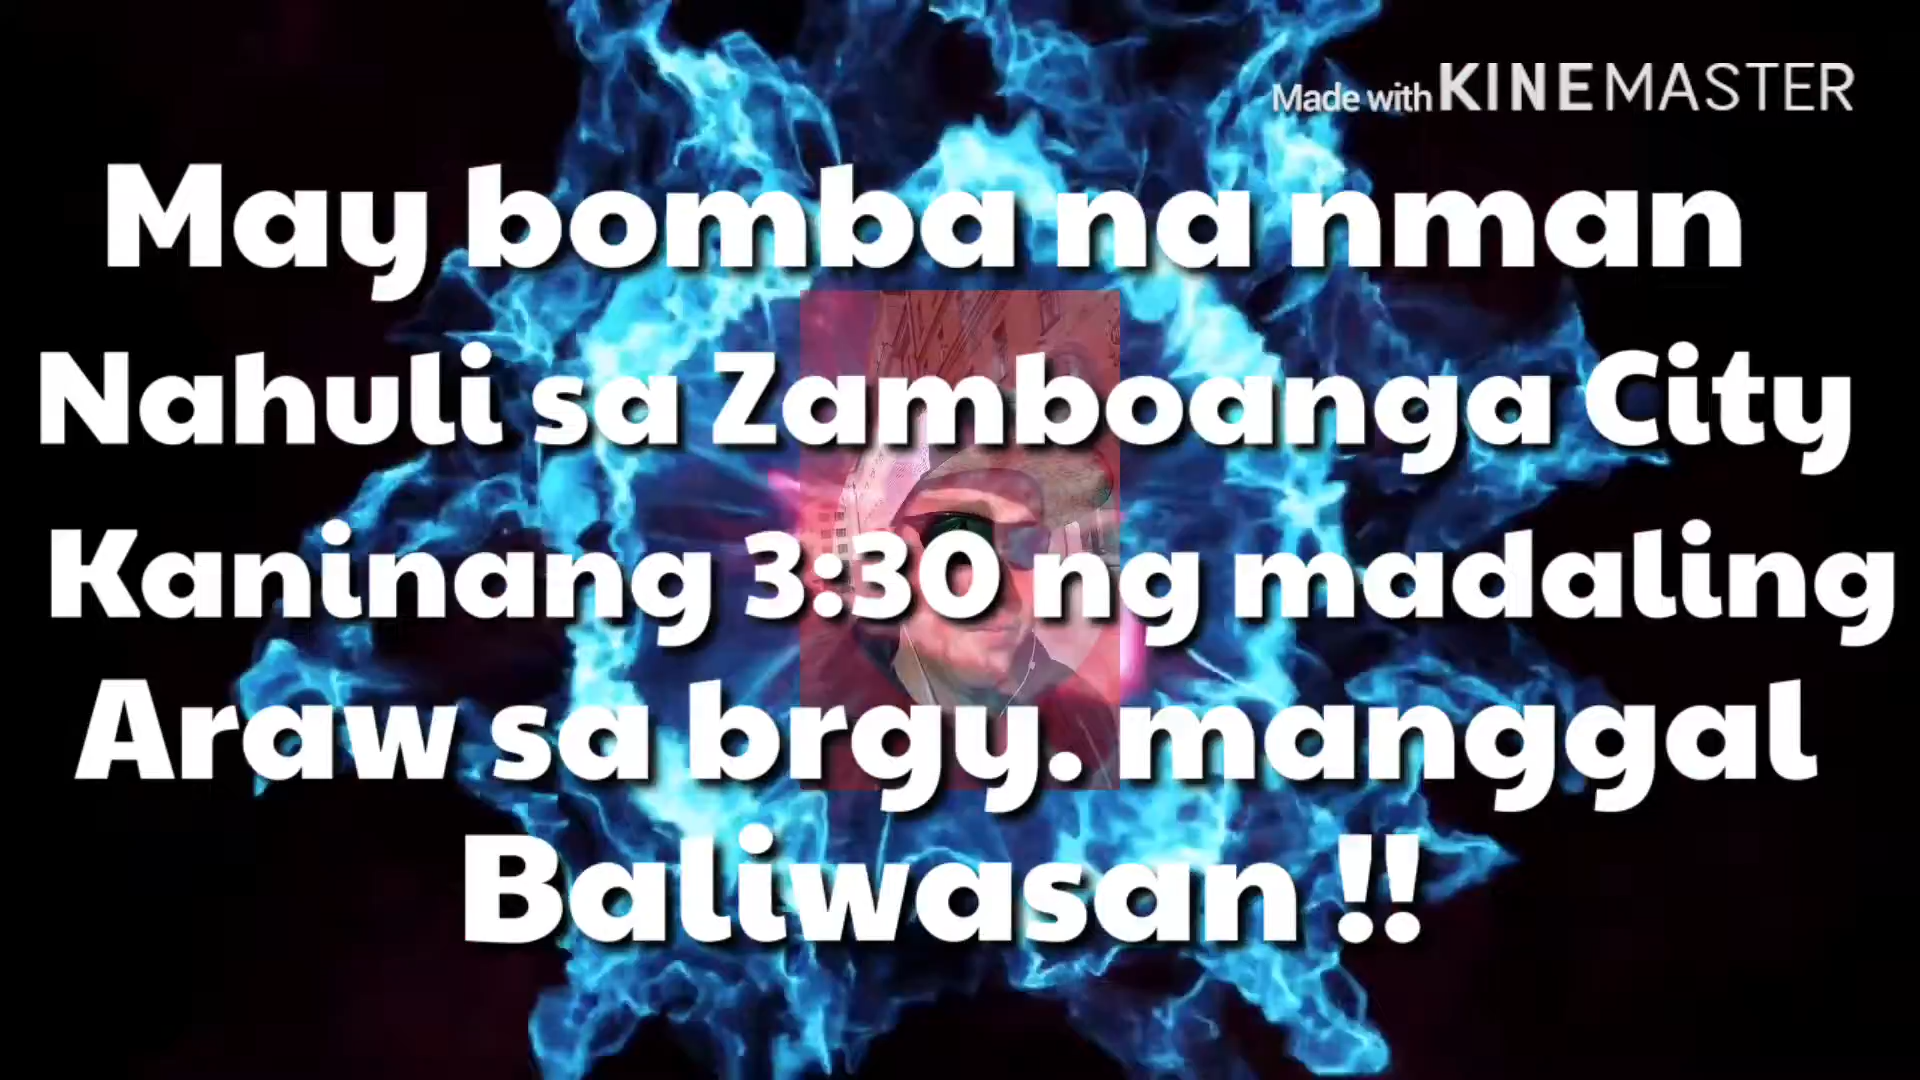 Made with KINEMASTER
May bomba na nman
Nahuli sa Zamboanga City
Kaninang 3:30 ng madaling
Araw sa brgy. manggal
Baliwasan !!